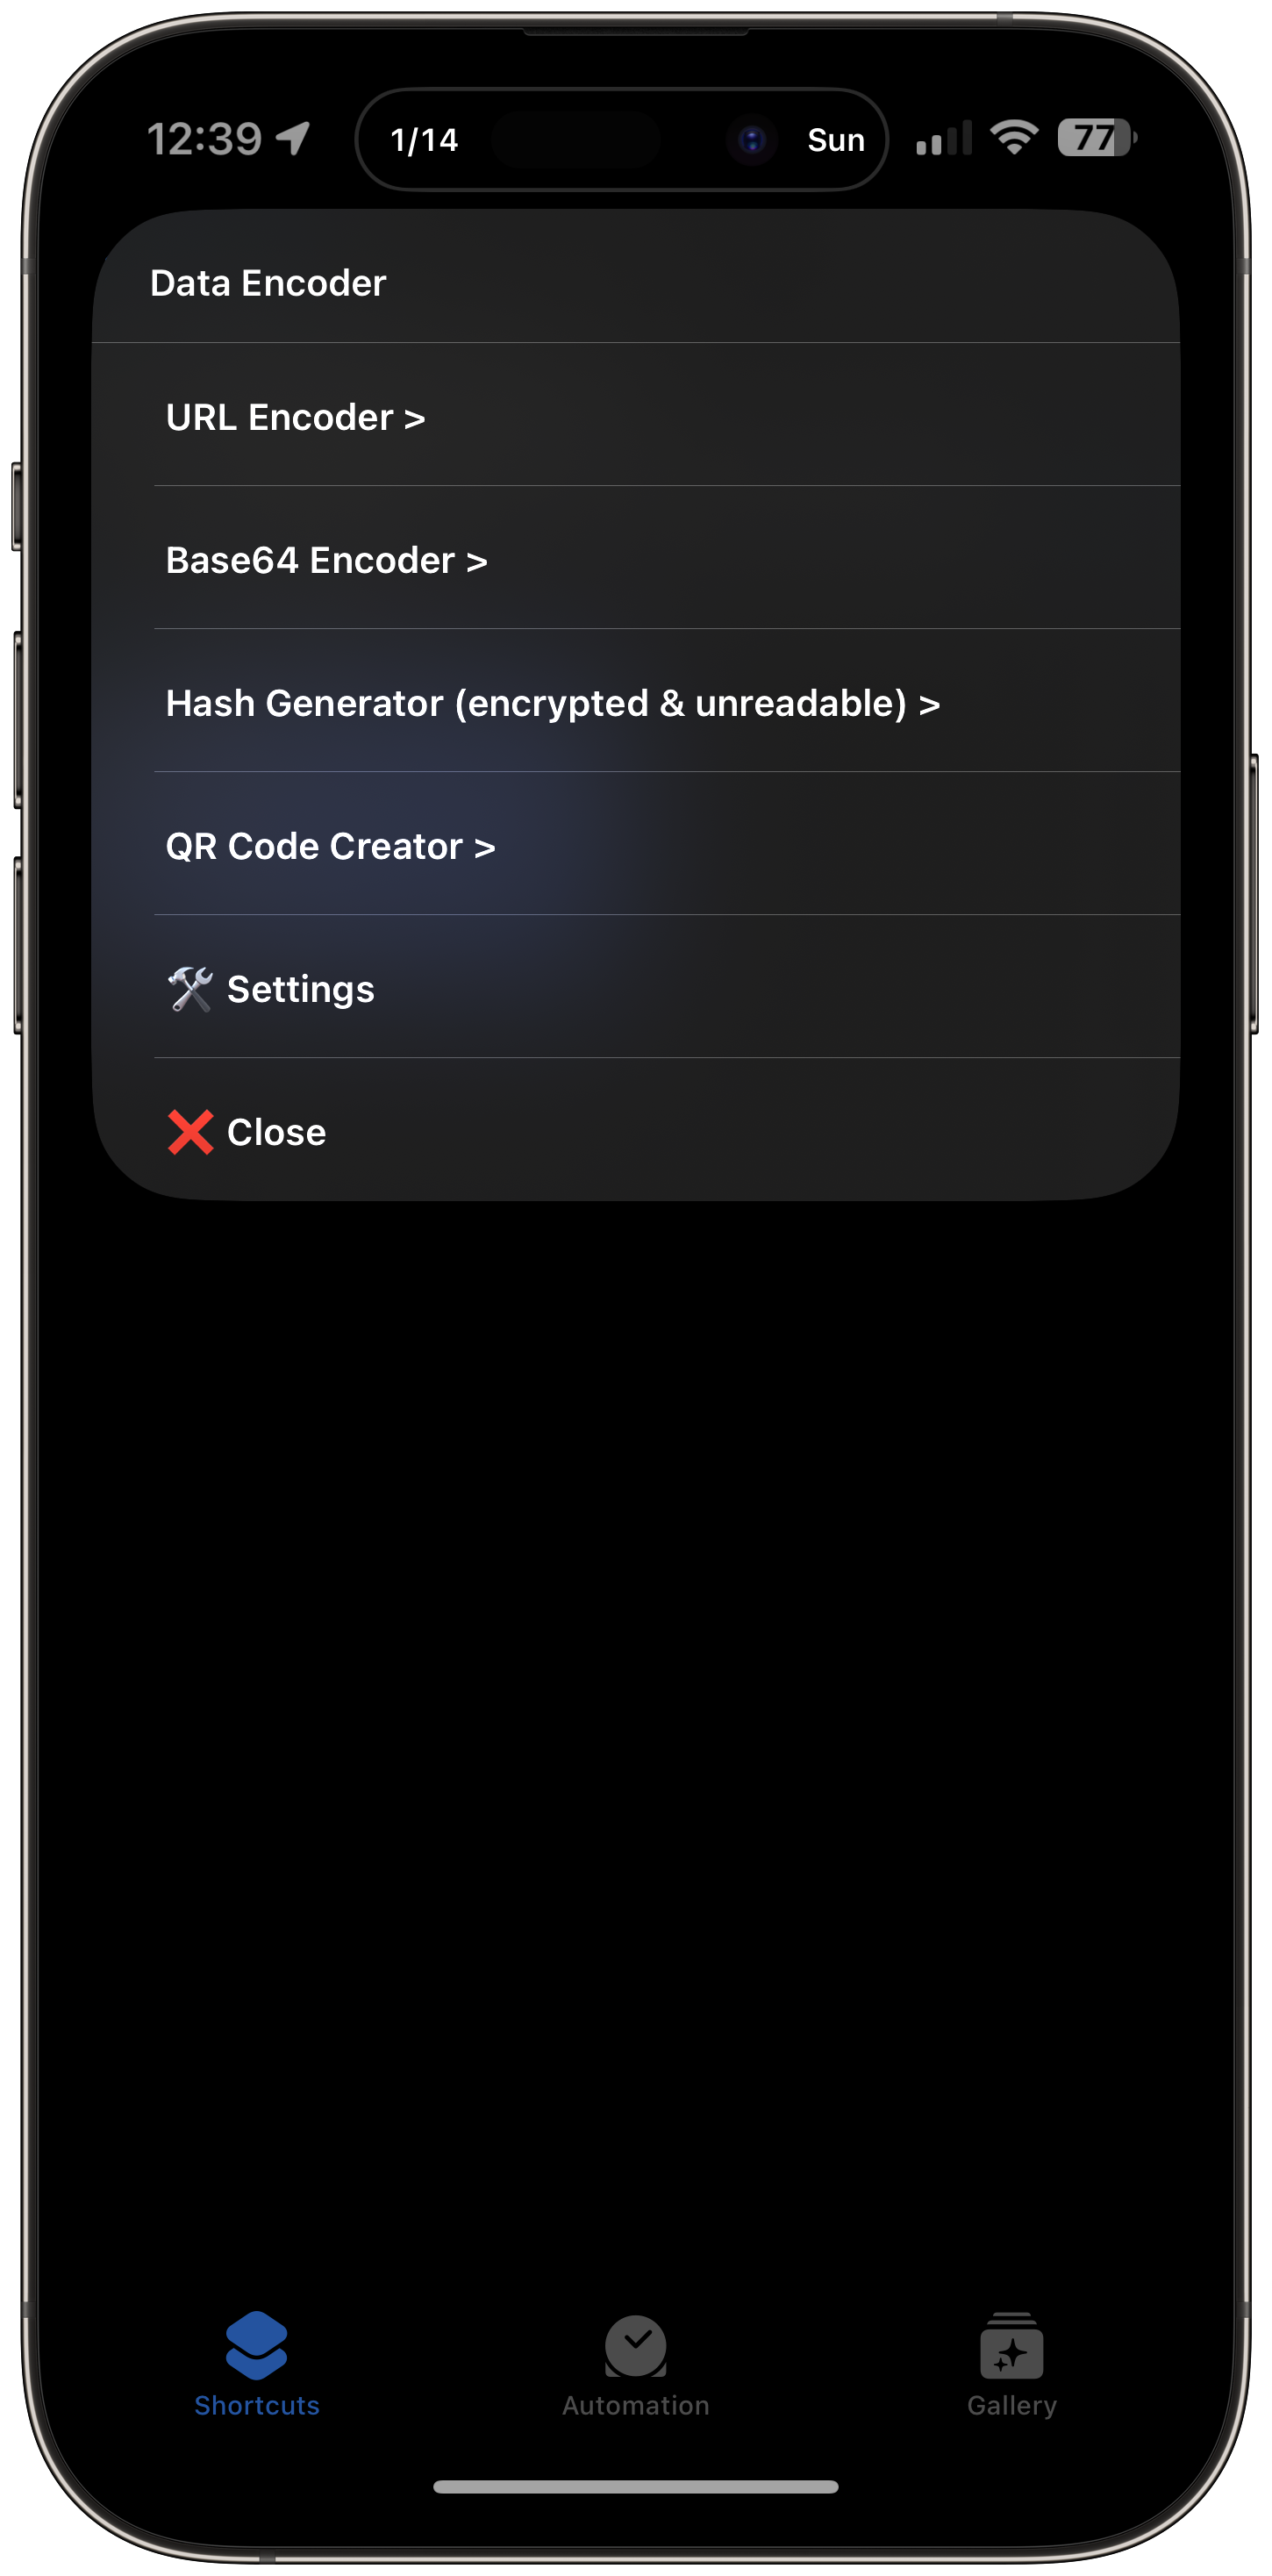 12:39 1/14 Sun 77
Data Encoder
URL Encoder >
Base64 Encoder >
Hash Generator (encrypted & unreadable) >
QR Code Creator >
🛠️ Settings
❌ Close
Shortcuts Automation Gallery